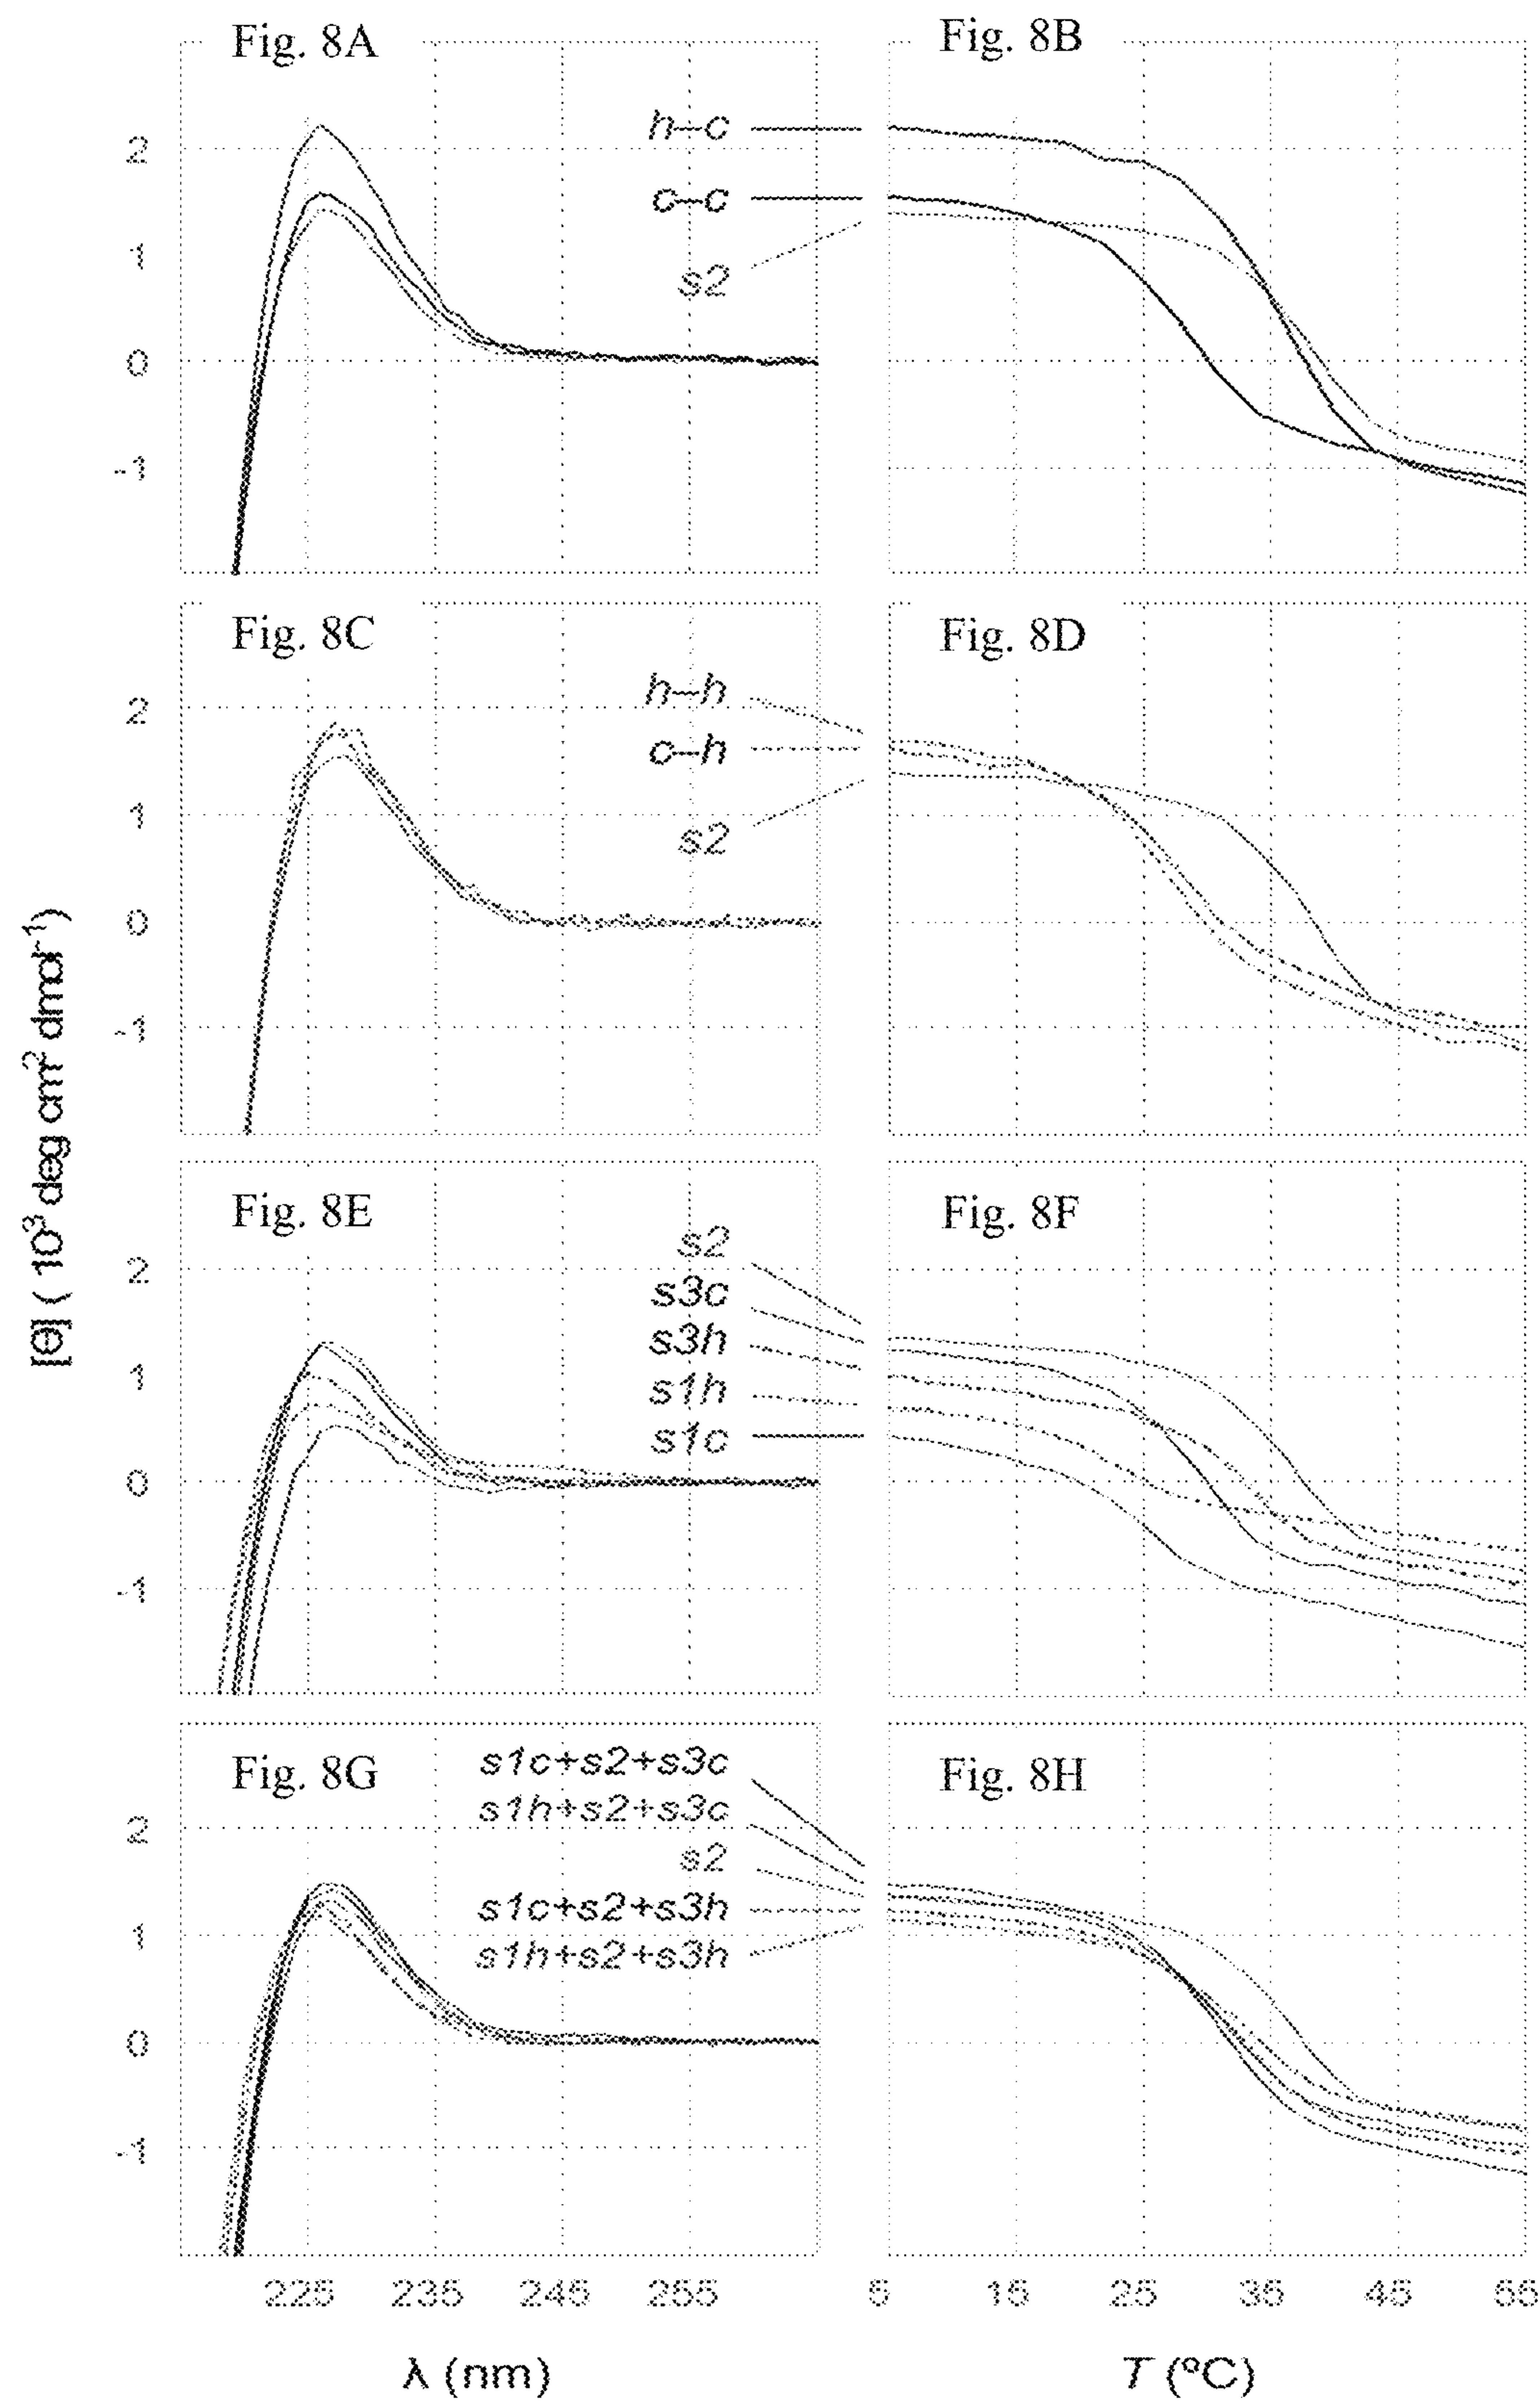 Fig. 8A
Fig. 8B
2
1
0
-1
h–c
c–c
s2
Fig. 8C
Fig. 8D
2
1
0
-1
h–h
c–h
s2
[Θ] ( 10³ deg cm² dmol⁻¹)
Fig. 8E
Fig. 8F
2
1
0
-1
s2
s3c
s3h
s1h
s1c
Fig. 8G
Fig. 8H
2
1
0
-1
s1c+s2+s3c
s1h+s2+s3c
s2
s1c+s2+s3h
s1h+s2+s3h
225 235 245 255
5 15 25 35 45 55
λ (nm)
T (ºC)